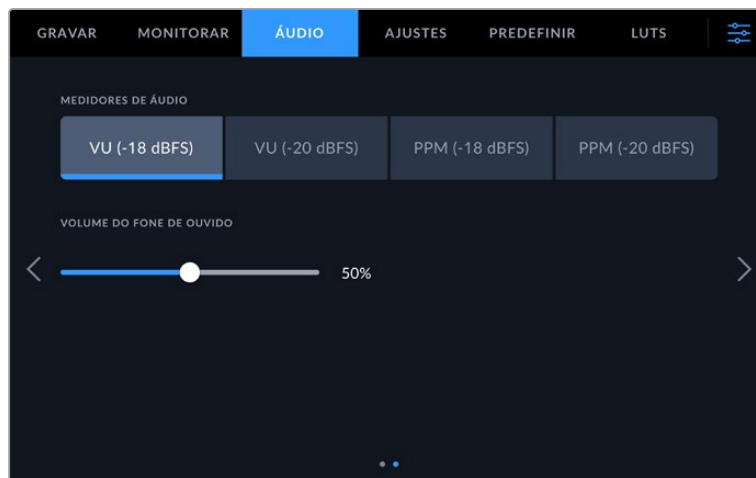 GRAVAR MONITORAR ÁUDIO AJUSTES PREDEFINIR LUTS
MEDIDORES DE ÁUDIO
VU (-18 dBFS) VU (-20 dBFS) PPM (-18 dBFS) PPM (-20 dBFS)
VOLUME DO FONE DE OUVIDO
50%